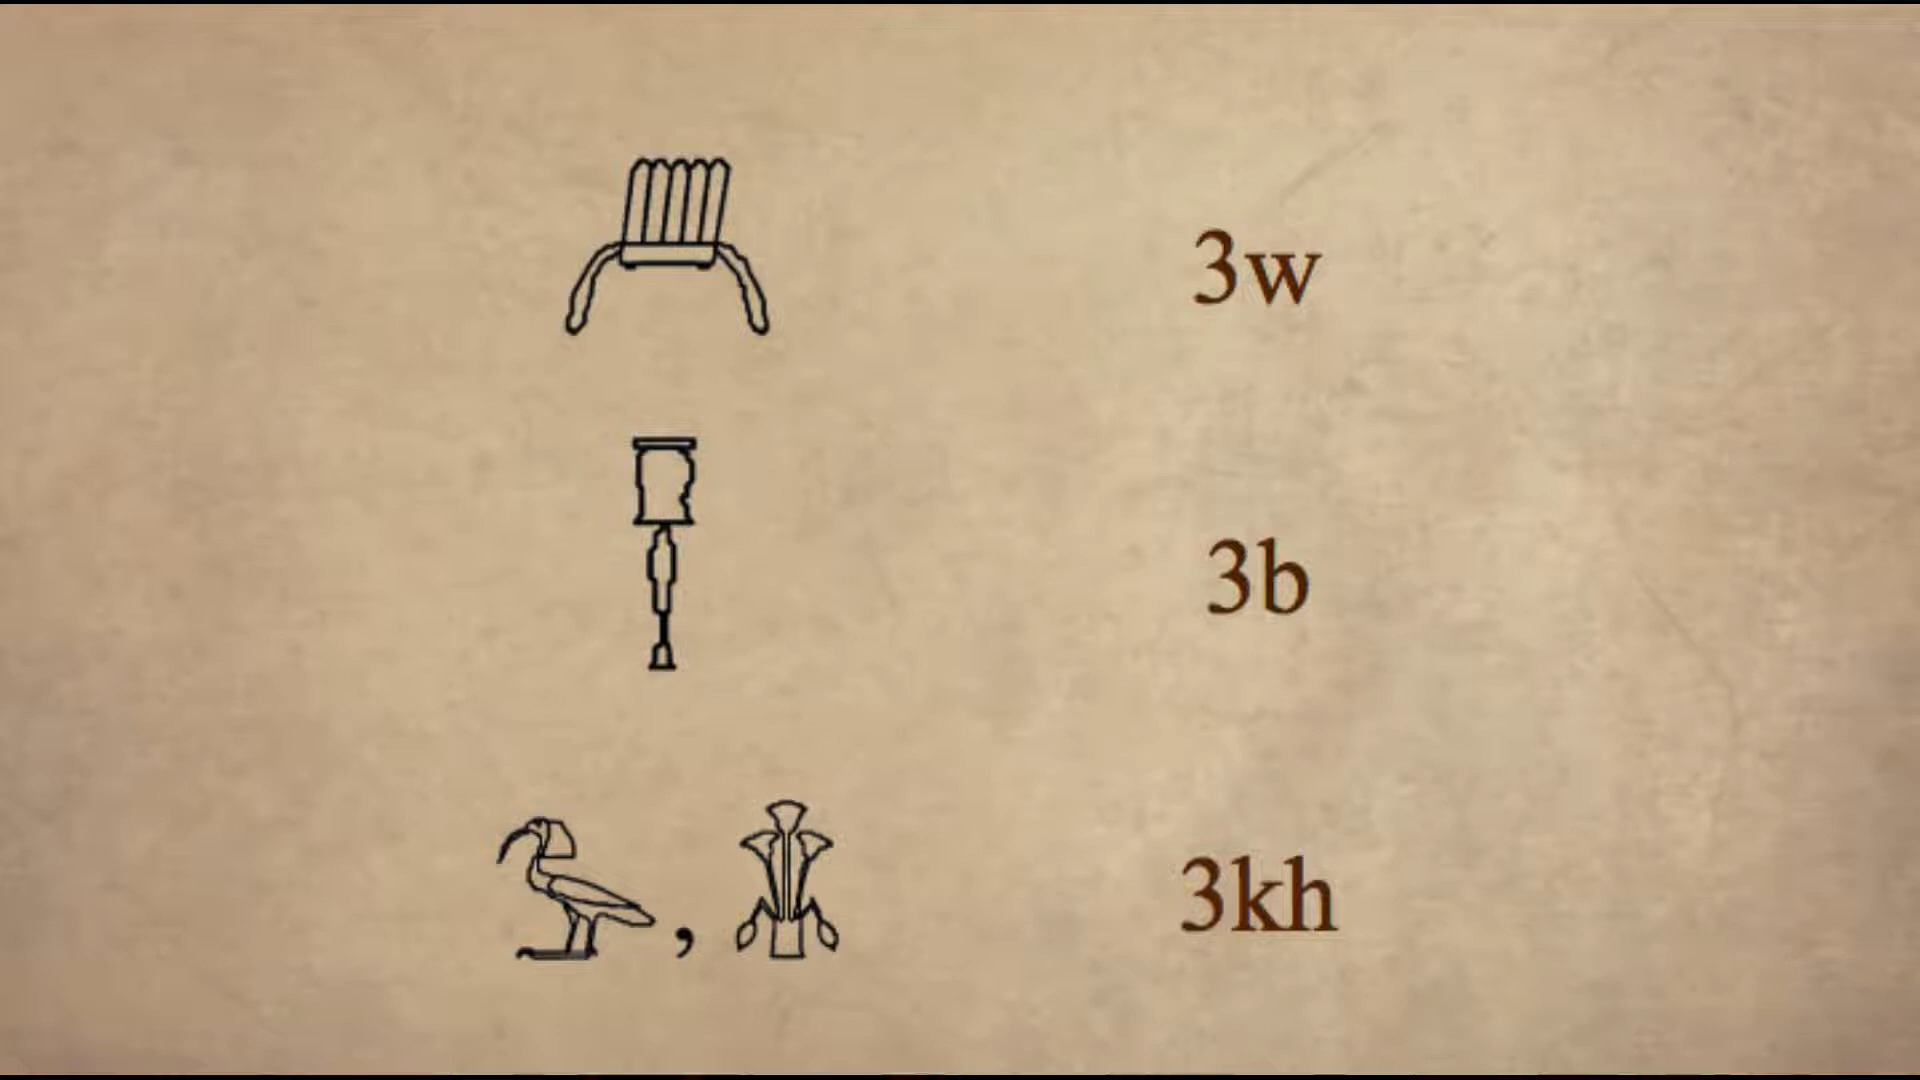 𓄫 3w
𓍋 3b
𓅜 , 𓇇 3kh